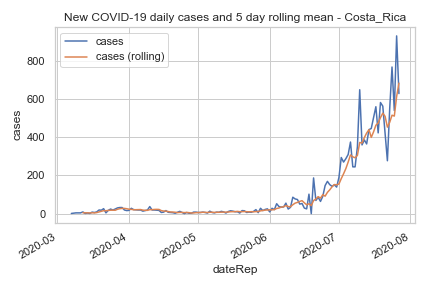 New COVID-19 daily cases and 5 day rolling mean - Costa_Rica
cases
cases (rolling)
800
600
400
200
0
cases
2020-03
2020-04
2020-05
2020-06
2020-07
2020-08
dateRep